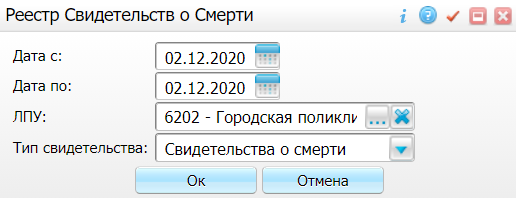 Реестр Свидетельств о Смерти
Дата с: 02.12.2020
Дата по: 02.12.2020
ЛПУ: 6202 - Городская поликли ...
Тип свидетельства: Свидетельства о смерти
Ок Отмена